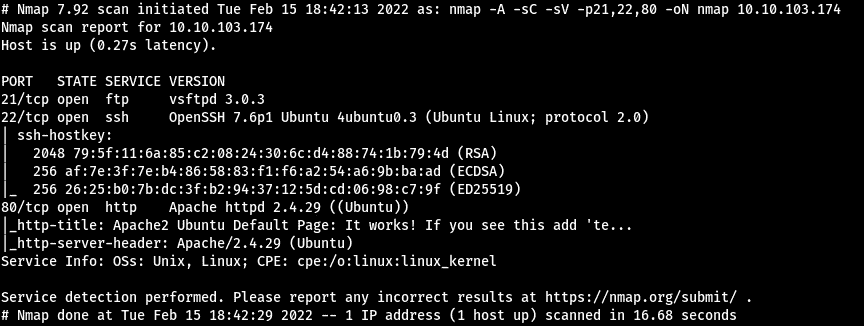 # Nmap 7.92 scan initiated Tue Feb 15 18:42:13 2022 as: nmap -A -sC -sV -p21,22,80 -oN nmap 10.10.103.174
Nmap scan report for 10.10.103.174
Host is up (0.27s latency).

PORT   STATE SERVICE VERSION
21/tcp open  ftp     vsftpd 3.0.3
22/tcp open  ssh     OpenSSH 7.6p1 Ubuntu 4ubuntu0.3 (Ubuntu Linux; protocol 2.0)
| ssh-hostkey:
|   2048 79:5f:11:6a:85:c2:08:24:30:6c:d4:88:74:1b:79:4d (RSA)
|   256 af:7e:3f:7e:b4:86:58:83:f1:f6:a2:54:a6:9b:ba:ad (ECDSA)
|_  256 26:25:b0:7b:dc:3f:b2:94:37:12:5d:cd:06:98:c7:9f (ED25519)
80/tcp open  http    Apache httpd 2.4.29 ((Ubuntu))
|_http-title: Apache2 Ubuntu Default Page: It works! If you see this add 'te...
|_http-server-header: Apache/2.4.29 (Ubuntu)
Service Info: OSs: Unix, Linux; CPE: cpe:/o:linux:linux_kernel

Service detection performed. Please report any incorrect results at https://nmap.org/submit/ .
# Nmap done at Tue Feb 15 18:42:29 2022 -- 1 IP address (1 host up) scanned in 16.68 seconds